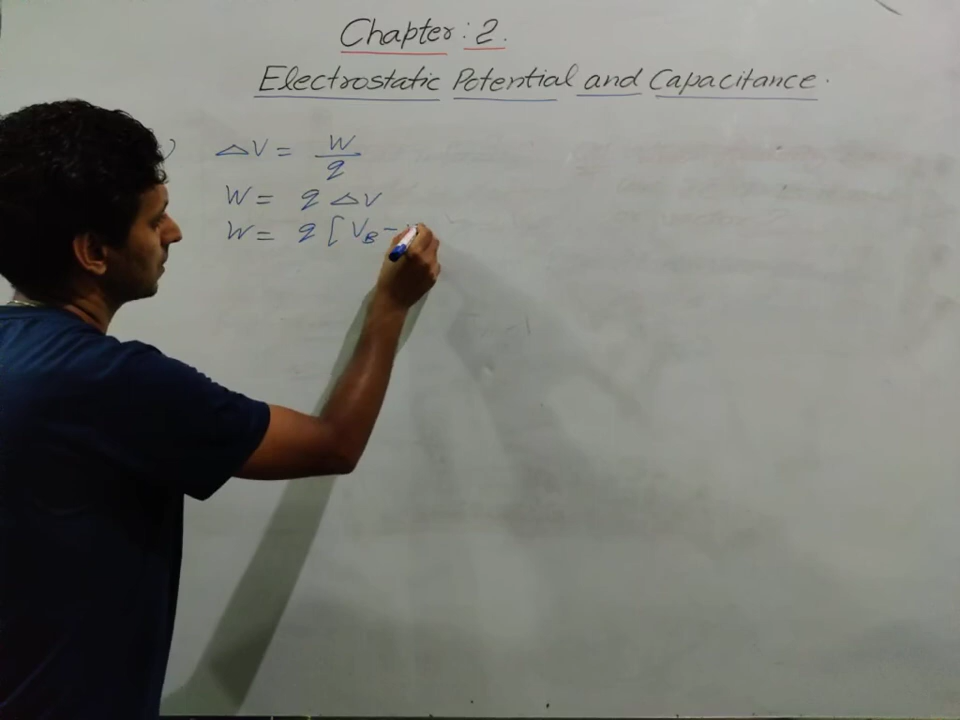 Chapter : 2.
Electrostatic Potential and Capacitance.
) ΔV = W/q
W = q ΔV
W = q [ V_B -